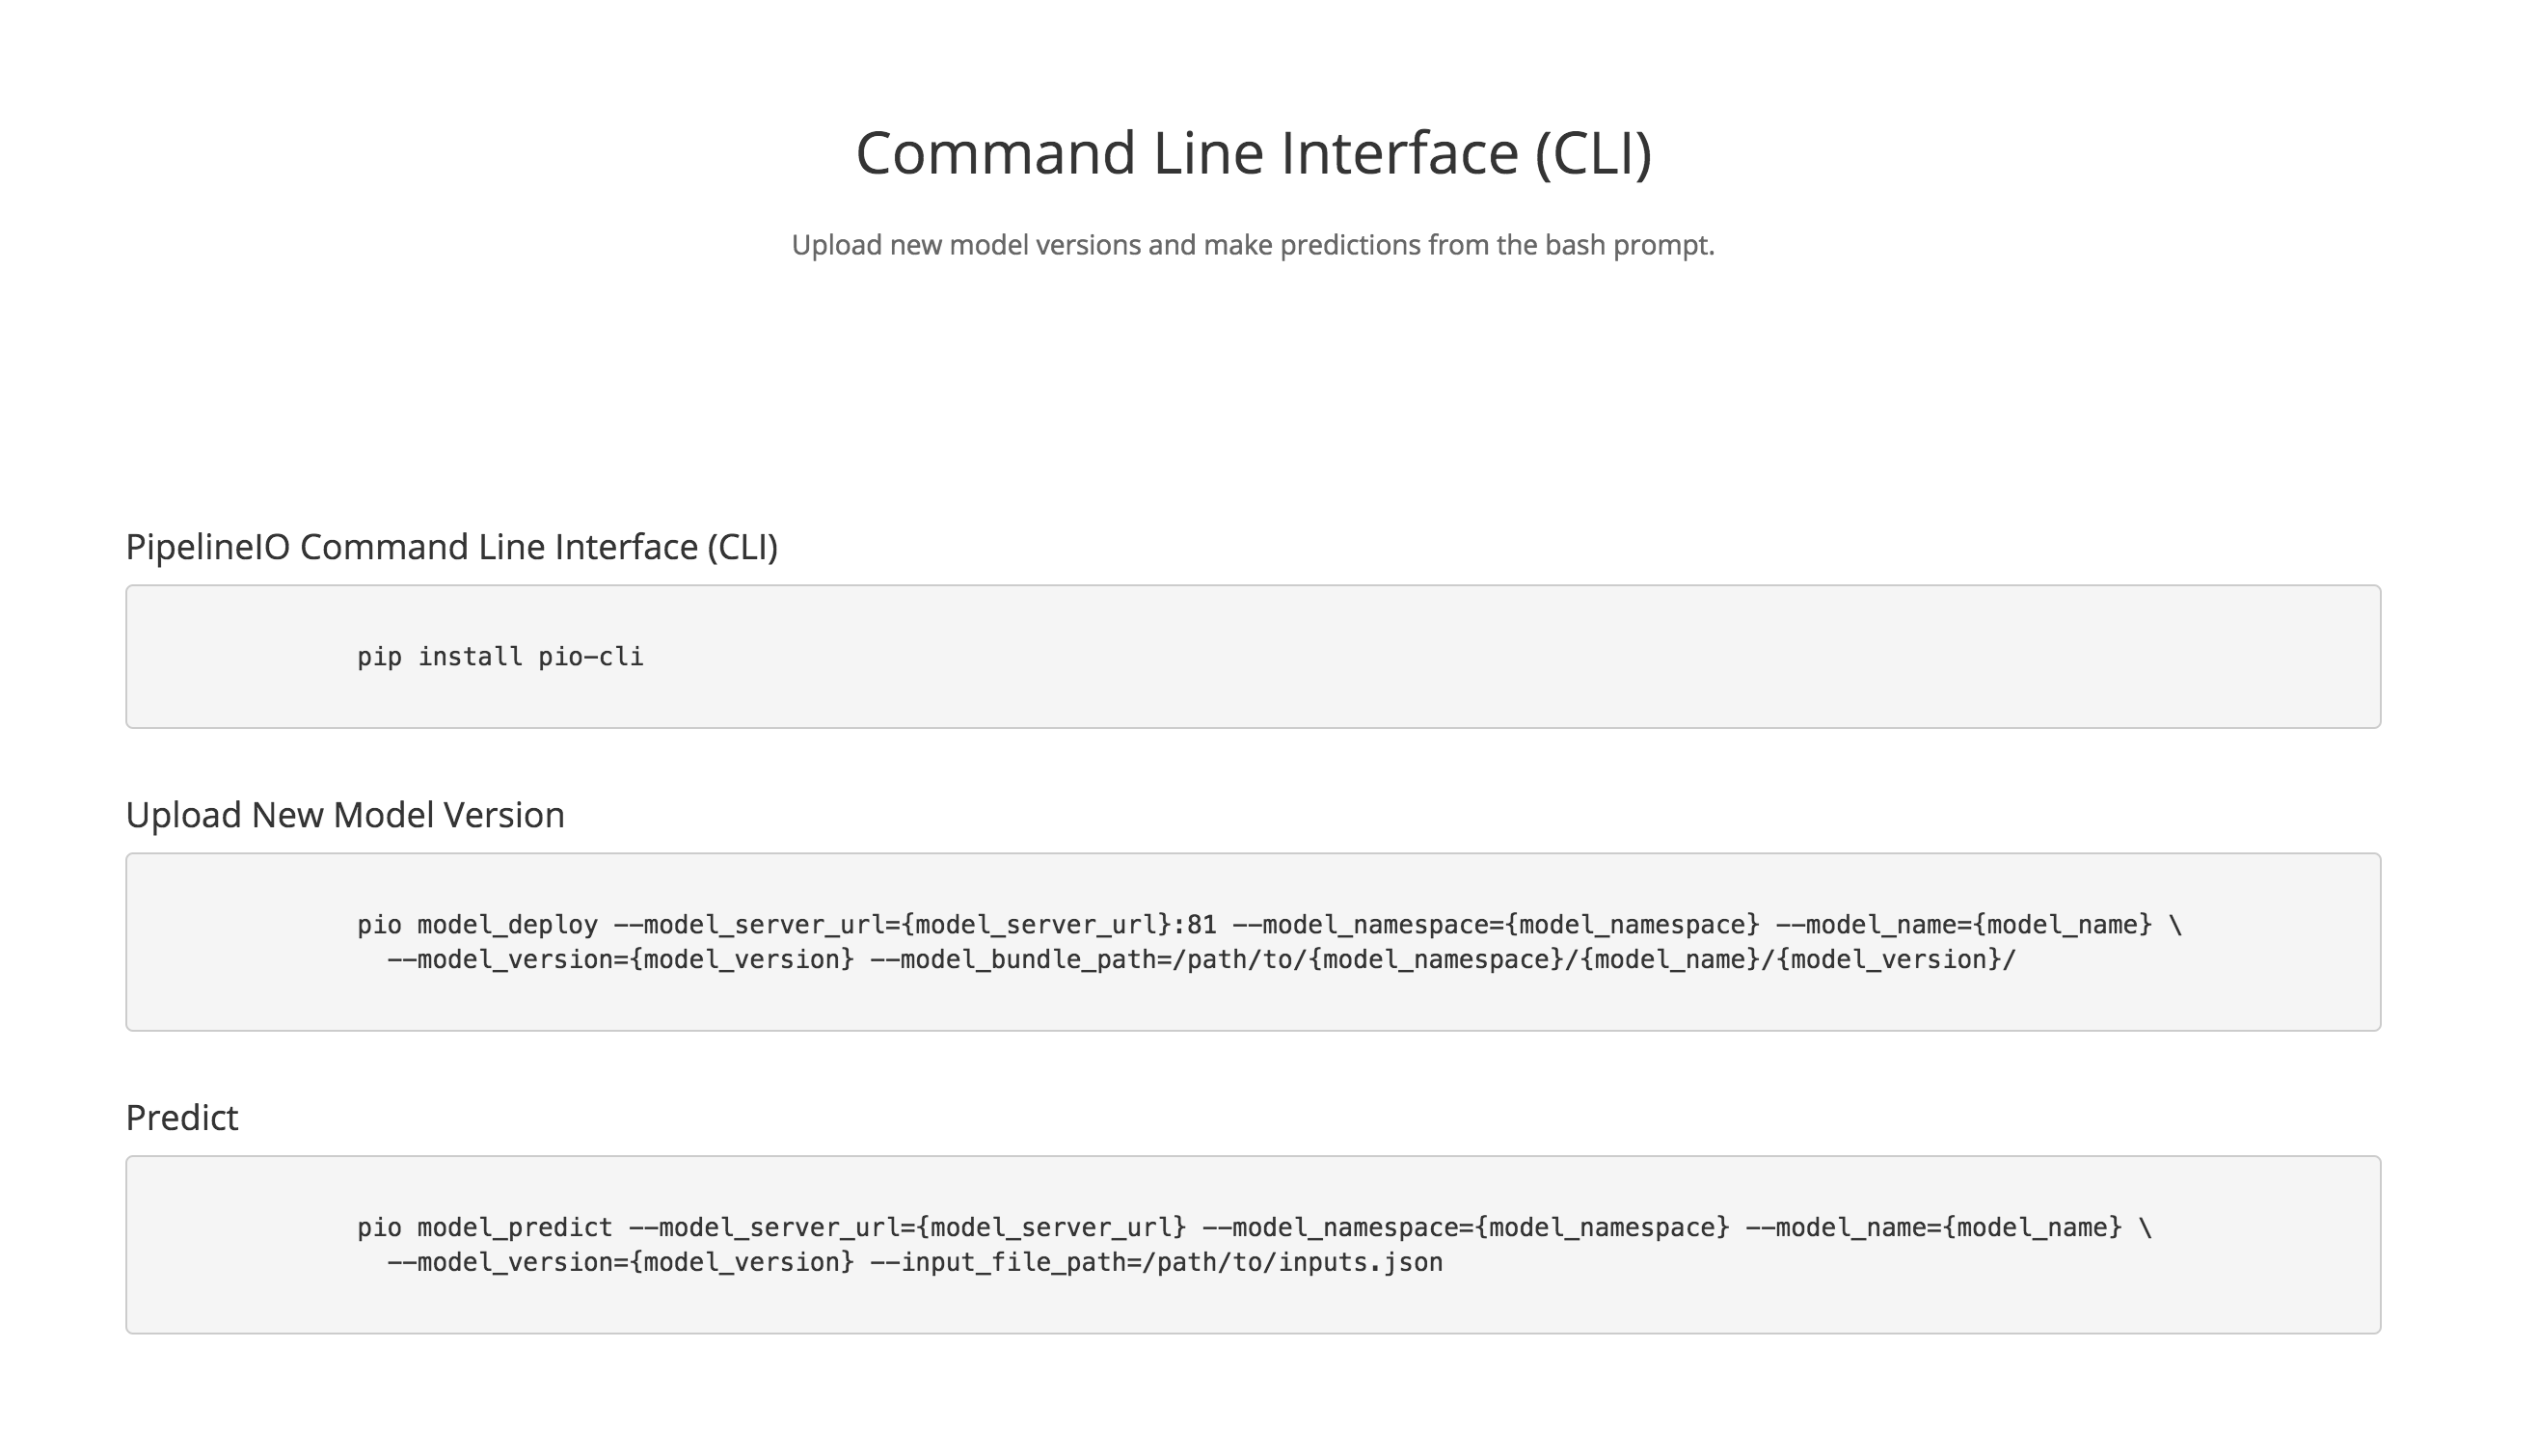 Command Line Interface (CLI)
Upload new model versions and make predictions from the bash prompt.
PipelineIO Command Line Interface (CLI)
pip install pio-cli
Upload New Model Version
pio model_deploy --model_server_url={model_server_url}:81 --model_namespace={model_namespace} --model_name={model_name} \
--model_version={model_version} --model_bundle_path=/path/to/{model_namespace}/{model_name}/{model_version}/
Predict
pio model_predict --model_server_url={model_server_url} --model_namespace={model_namespace} --model_name={model_name} \
--model_version={model_version} --input_file_path=/path/to/inputs.json